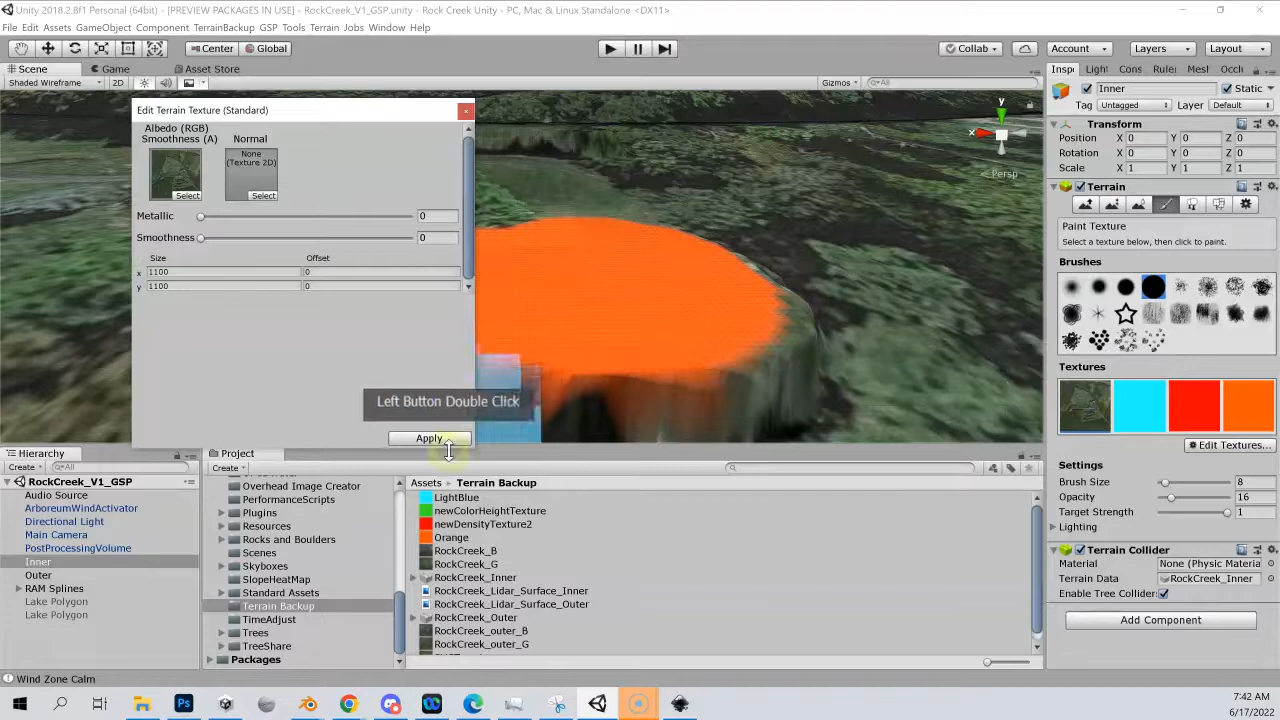 Unity 2018.2.8f1 Personal (64bit) - [PREVIEW PACKAGES IN USE] - RockCreek_V1_GSP.unity - Rock Creek Unity - PC, Mac & Linux Standalone <DX11>
File Edit Assets GameObject Component TerrainBackup GSP Tools Terrain Jobs Window Help
Center Global Collab Account Layers Layout
Scene Game Asset Store
Shaded Wireframe 2D Gizmos All
Edit Terrain Texture (Standard)
Albedo (RGB)
Smoothness (A) Normal
None
(Texture 2D)
Select Select
Metallic 0
Smoothness 0
Size Offset
x 1100 0
y 1100 0
Left Button Double Click
Apply
y
x
Persp
Inspe Light Cons Rule Mesh Occlu
Inner Static
Tag Untagged Layer Default
Transform
Position X 0 Y 0 Z 0
Rotation X 0 Y 0 Z 0
Scale X 1 Y 1 Z 1
Terrain
Paint Texture
Select a texture below, then click to paint.
Brushes
Textures
Edit Textures...
Settings
Brush Size 8
Opacity 16
Target Strength 1
Lighting
Terrain Collider
Material None (Physic Materia
Terrain Data RockCreek_Inner
Enable Tree Colliders
Add Component
Hierarchy
Create All
RockCreek_V1_GSP
Audio Source
ArboreumWindActivator
Directional Light
Main Camera
PostProcessingVolume
Inner
Outer
RAM Splines
Lake Polygon
Lake Polygon
Project
Create
Overhead Image Creator
PerformanceScripts
Plugins
Resources
Rocks and Boulders
Scenes
Skyboxes
SlopeHeatMap
Standard Assets
Terrain Backup
TimeAdjust
Trees
TreeShare
Packages
Assets Terrain Backup
LightBlue
newColorHeightTexture
newDensityTexture2
Orange
RockCreek_B
RockCreek_G
RockCreek_Inner
RockCreek_Lidar_Surface_Inner
RockCreek_Lidar_Surface_Outer
RockCreek_Outer
RockCreek_outer_B
RockCreek_outer_G
Wind Zone Calm
7:42 AM
6/17/2022